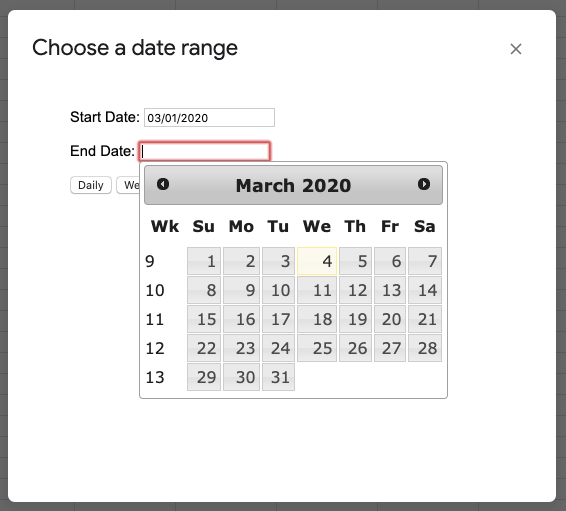 Choose a date range
Start Date: 03/01/2020
End Date:
Daily We
March 2020
Wk Su Mo Tu We Th Fr Sa
9 1 2 3 4 5 6 7
10 8 9 10 11 12 13 14
11 15 16 17 18 19 20 21
12 22 23 24 25 26 27 28
13 29 30 31